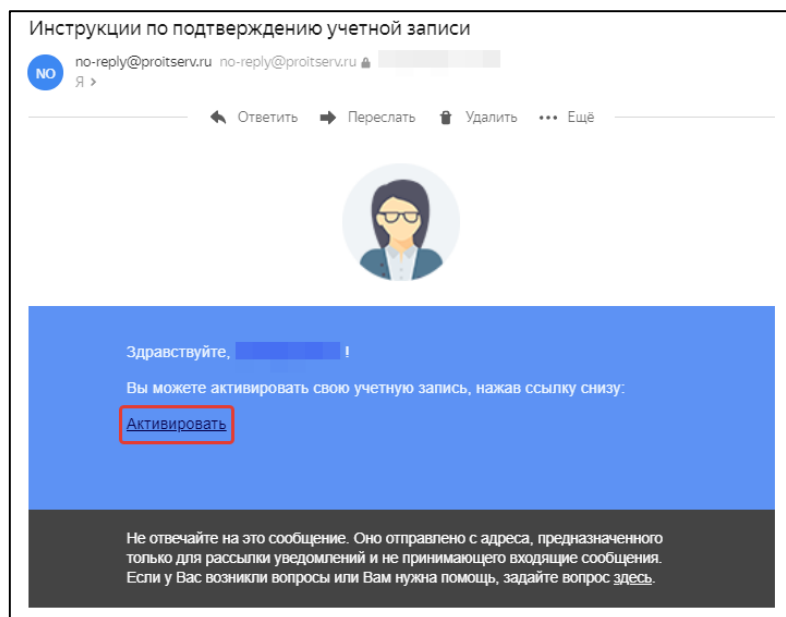 Инструкции по подтверждению учетной записи
NO
no-reply@proitserv.ru no-reply@proitserv.ru
Я >
Ответить Переслать Удалить ••• Ещё
Здравствуйте, !
Вы можете активировать свою учетную запись, нажав ссылку снизу:
Активировать
Не отвечайте на это сообщение. Оно отправлено с адреса, предназначенного
только для рассылки уведомлений и не принимающего входящие сообщения.
Если у Вас возникли вопросы или Вам нужна помощь, задайте вопрос здесь.